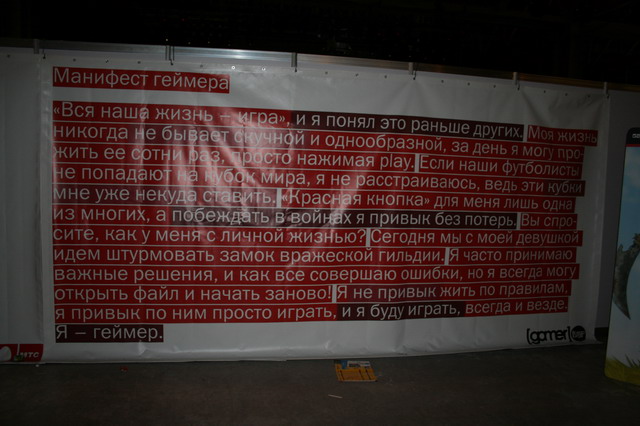 Манифест геймера
«Вся наша жизнь – игра», и я понял это раньше других. Моя жизнь
никогда не бывает скучной и однообразной, за день я могу про-
жить ее сотни раз, просто нажимая play. Если наши футболисты
не попадают на кубок мира, я не расстраиваюсь, ведь эти кубки
мне уже некуда ставить. «Красная кнопка» для меня лишь одна
из многих, а побеждать в войнах я привык без потерь. Вы спро-
сите, как у меня с личной жизнью? Сегодня мы с моей девушкой
идем штурмовать замок вражеской гильдии. Я часто принимаю
важные решения, и как все совершаю ошибки, но я всегда могу
открыть файл и начать заново! Я не привык жить по правилам,
я привык по ним просто играть, и я буду играть, всегда и везде.
Я – геймер.
(gamer)
МТС